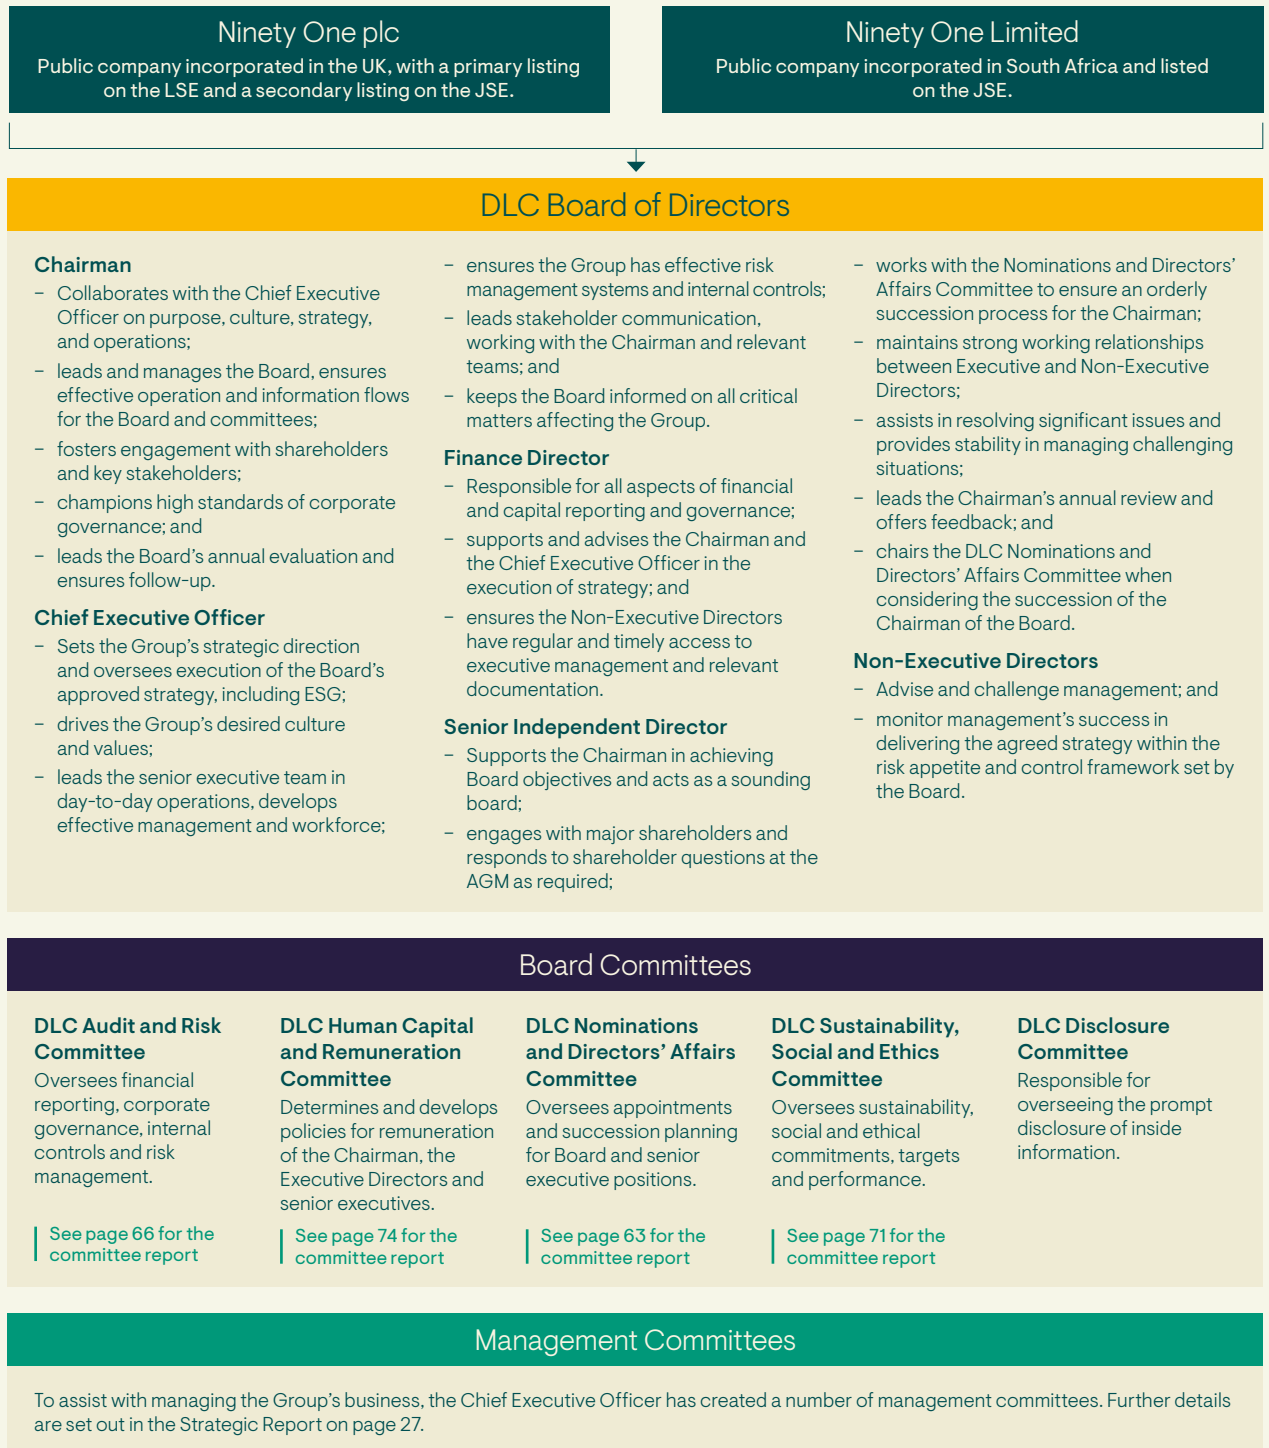 Ninety One plc
Public company incorporated in the UK, with a primary listing
on the LSE and a secondary listing on the JSE.
Ninety One Limited
Public company incorporated in South Africa and listed
on the JSE.
DLC Board of Directors
Chairman
– Collaborates with the Chief Executive
Officer on purpose, culture, strategy,
and operations;
– leads and manages the Board, ensures
effective operation and information flows
for the Board and committees;
– fosters engagement with shareholders
and key stakeholders;
– champions high standards of corporate
governance; and
– leads the Board’s annual evaluation and
ensures follow-up.
Chief Executive Officer
– Sets the Group’s strategic direction
and oversees execution of the Board’s
approved strategy, including ESG;
– drives the Group’s desired culture
and values;
– leads the senior executive team in
day-to-day operations, develops
effective management and workforce;
– ensures the Group has effective risk
management systems and internal controls;
– leads stakeholder communication,
working with the Chairman and relevant
teams; and
– keeps the Board informed on all critical
matters affecting the Group.
Finance Director
– Responsible for all aspects of financial
and capital reporting and governance;
– supports and advises the Chairman and
the Chief Executive Officer in the
execution of strategy; and
– ensures the Non-Executive Directors
have regular and timely access to
executive management and relevant
documentation.
Senior Independent Director
– Supports the Chairman in achieving
Board objectives and acts as a sounding
board;
– engages with major shareholders and
responds to shareholder questions at the
AGM as required;
– works with the Nominations and Directors’
Affairs Committee to ensure an orderly
succession process for the Chairman;
– maintains strong working relationships
between Executive and Non-Executive
Directors;
– assists in resolving significant issues and
provides stability in managing challenging
situations;
– leads the Chairman’s annual review and
offers feedback; and
– chairs the DLC Nominations and
Directors’ Affairs Committee when
considering the succession of the
Chairman of the Board.
Non-Executive Directors
– Advise and challenge management; and
– monitor management’s success in
delivering the agreed strategy within the
risk appetite and control framework set by
the Board.
Board Committees
DLC Audit and Risk
Committee
Oversees financial
reporting, corporate
governance, internal
controls and risk
management.
See page 66 for the
committee report
DLC Human Capital
and Remuneration
Committee
Determines and develops
policies for remuneration
of the Chairman, the
Executive Directors and
senior executives.
See page 74 for the
committee report
DLC Nominations
and Directors’ Affairs
Committee
Oversees appointments
and succession planning
for Board and senior
executive positions.
See page 63 for the
committee report
DLC Sustainability,
Social and Ethics
Committee
Oversees sustainability,
social and ethical
commitments, targets
and performance.
See page 71 for the
committee report
DLC Disclosure
Committee
Responsible for
overseeing the prompt
disclosure of inside
information.
Management Committees
To assist with managing the Group’s business, the Chief Executive Officer has created a number of management committees. Further details
are set out in the Strategic Report on page 27.